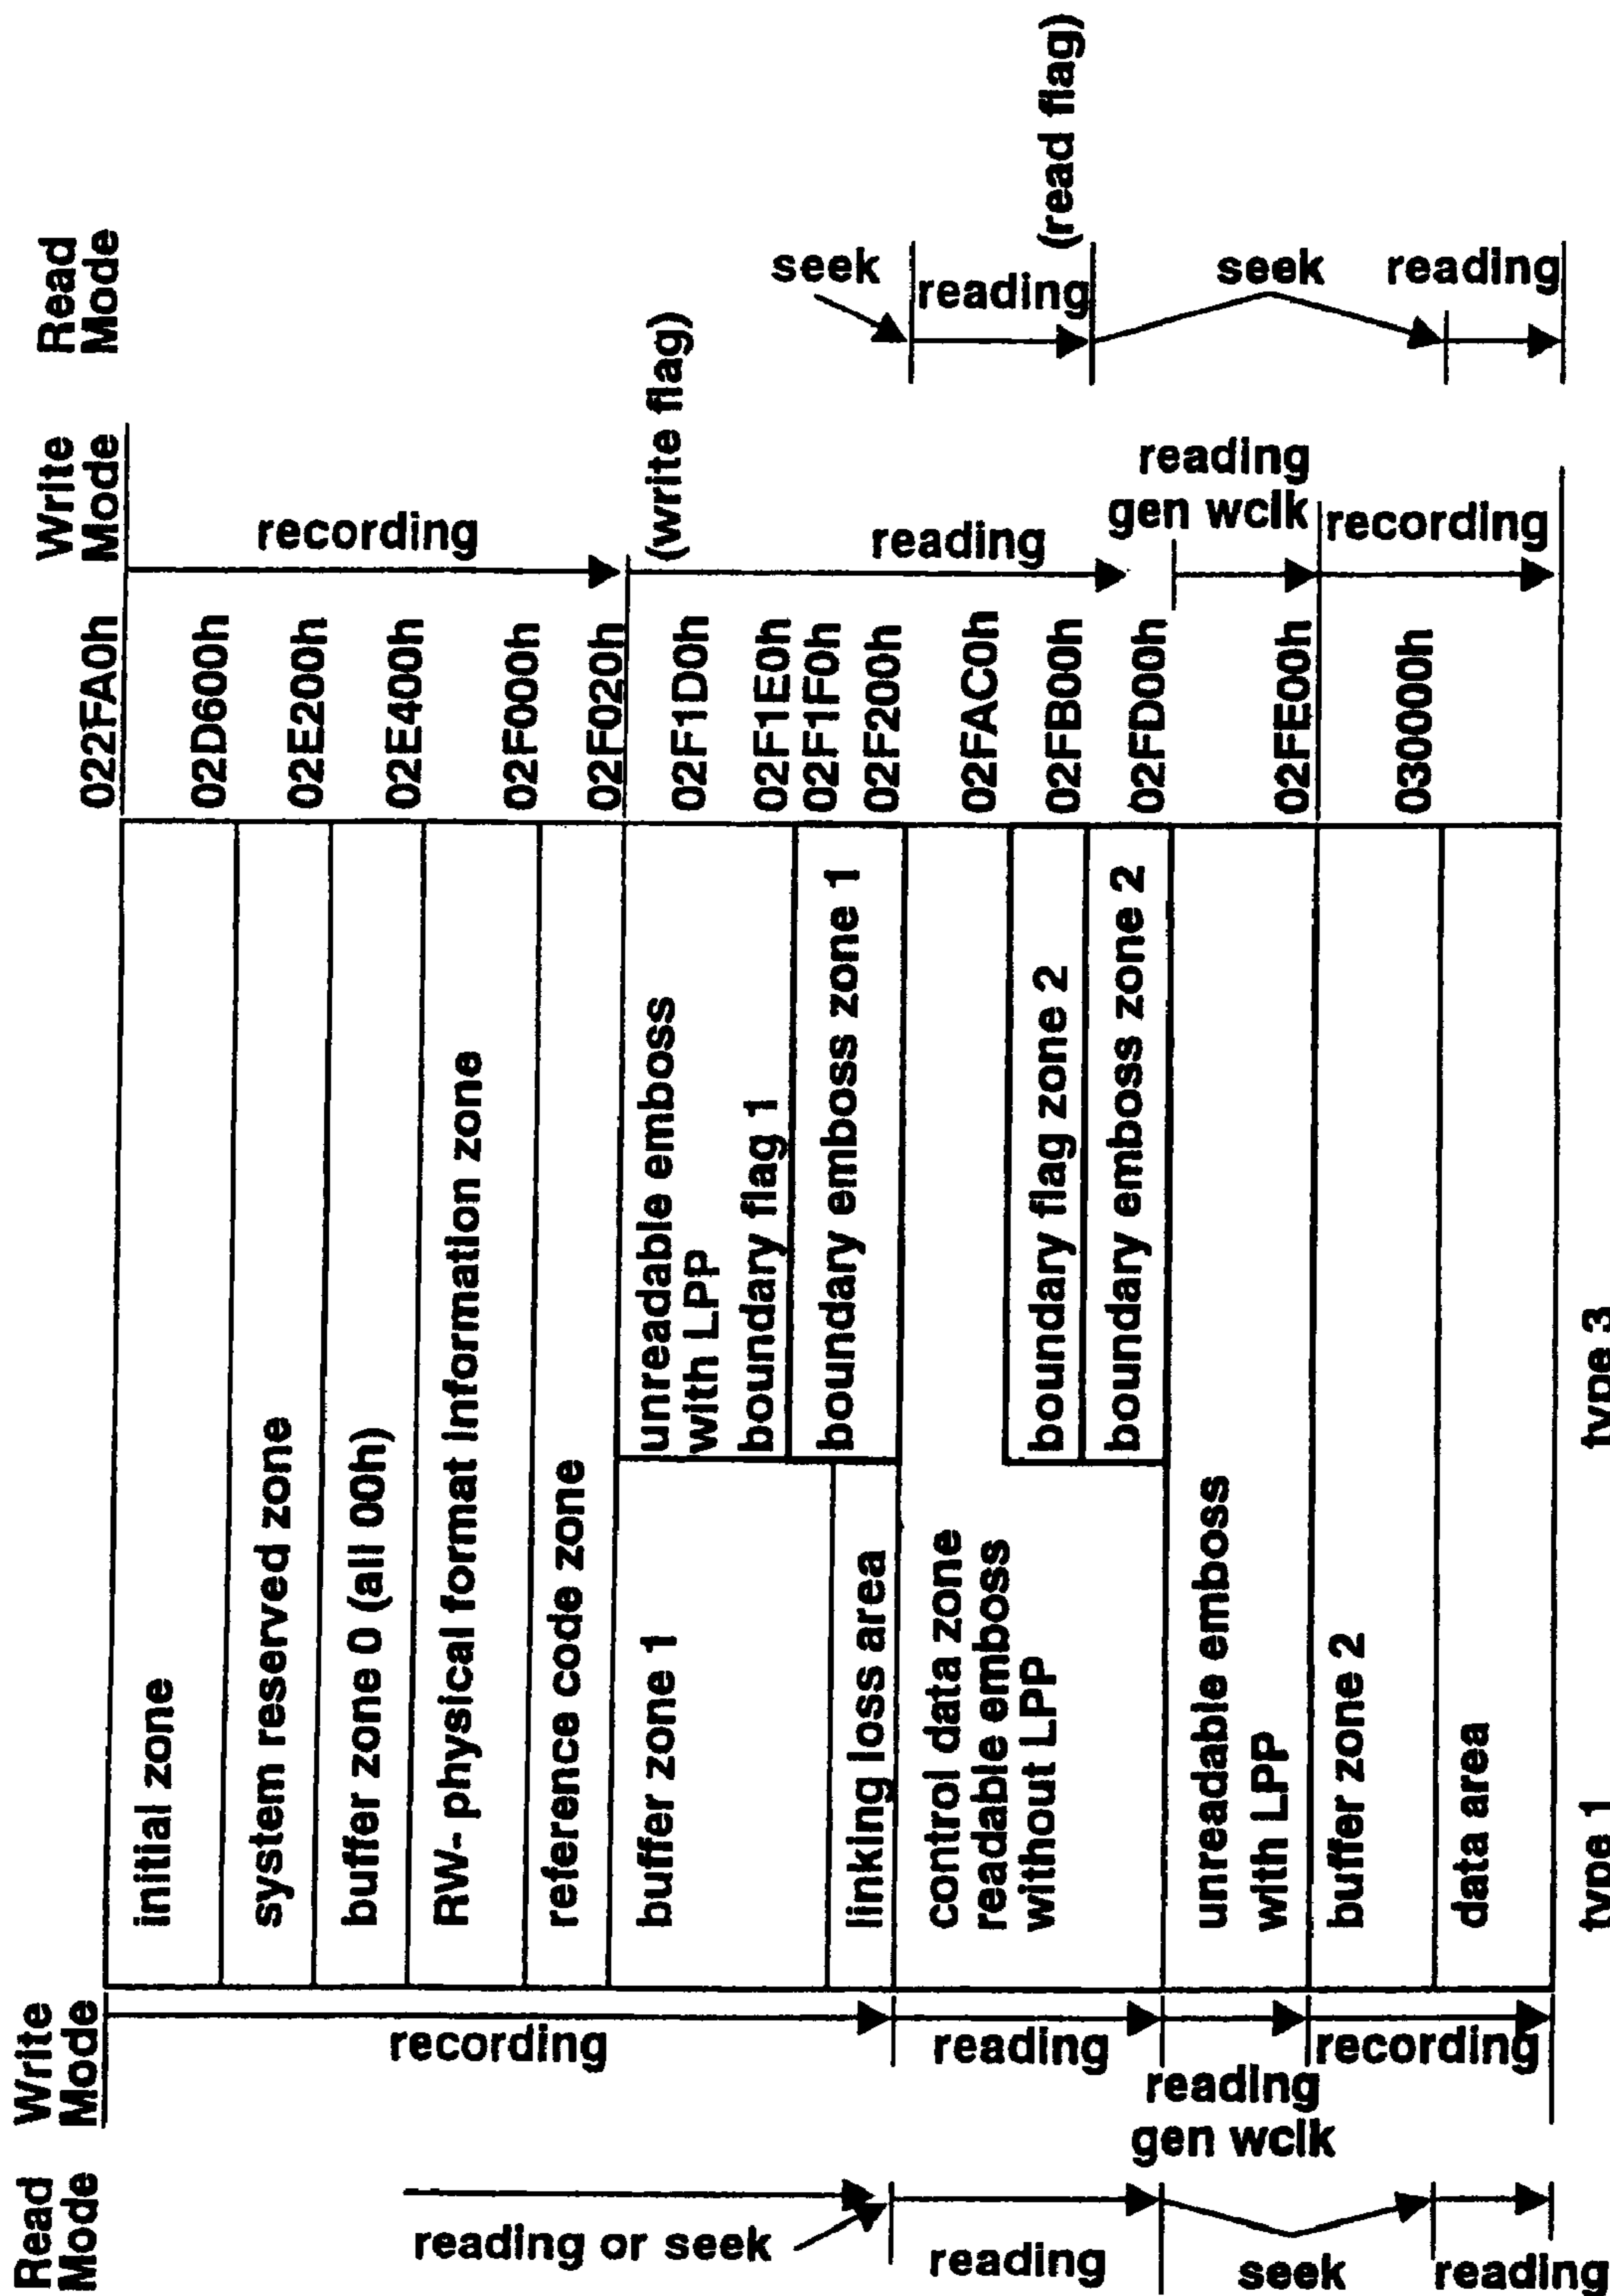 Read
Mode
reading or seek
reading
seek
reading
Write
Mode
recording
reading
reading
gen wclk
recording
initial zone
system reserved zone
buffer zone 0 (all 00h)
RW- physical format information zone
reference code zone
buffer zone 1
linking loss area
control data zone
readable emboss
without LPP
unreadable emboss
with LPP
buffer zone 2
data area
type 1
unreadable emboss
with LPP
boundary flag 1
boundary emboss zone 1
boundary flag zone 2
boundary emboss zone 2
type 3
022FA0h
02D600h
02E200h
02E400h
02F000h
02F020h
02F1D0h
02F1E0h
02F1F0h
02F200h
02FAC0h
02FB00h
02FD00h
02FE00h
030000h
Write
Mode
recording
(write flag)
reading
reading
gen wclk
recording
Read
Mode
seek
reading
(read flag)
seek
reading